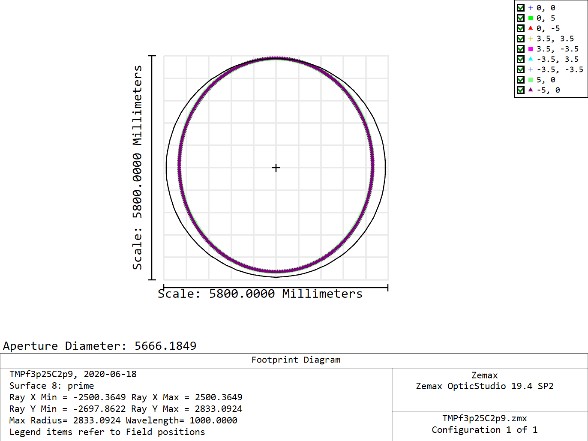 0, 0
0, 5
0, -5
3.5, 3.5
3.5, -3.5
-3.5, 3.5
-3.5, -3.5
5, 0
-5, 0
Scale: 5800.0000 Millimeters
Scale: 5800.0000 Millimeters
Aperture Diameter: 5666.1849
Footprint Diagram
TMPf3p25C2p9, 2020-06-18
Surface 8: prime
Ray X Min = -2500.3649 Ray X Max = 2500.3649
Ray Y Min = -2697.8622 Ray Y Max = 2833.0924
Max Radius= 2833.0924 Wavelength= 1000.0000
Legend items refer to Field positions
Zemax
Zemax OpticStudio 19.4 SP2
TMPf3p25C2p9.zmx
Configuration 1 of 1